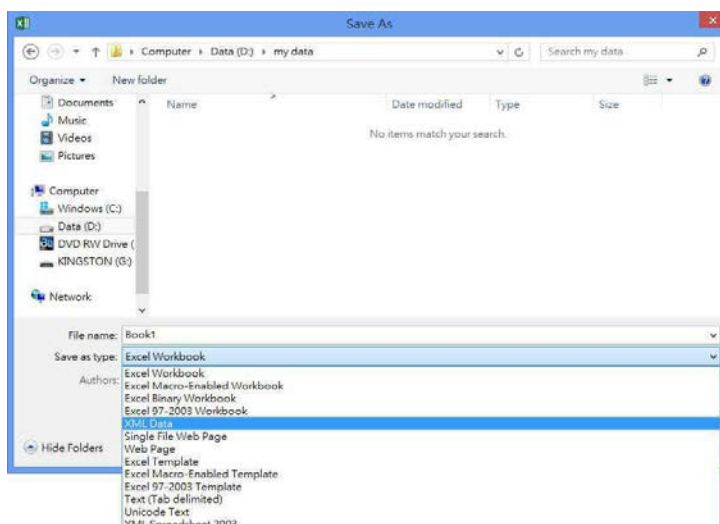 Save As
Computer ▸ Data (D:) ▸ my data
Search my data
Organize
New folder
Documents
Music
Videos
Pictures
Computer
Windows (C:)
Data (D:)
DVD RW Drive (
KINGSTON (G:)
Network
Name
Date modified
Type
Size
No items match your search.
File name: Book1
Save as type: Excel Workbook
Authors:
Excel Workbook
Excel Macro-Enabled Workbook
Excel Binary Workbook
Excel 97-2003 Workbook
XML Data
Single File Web Page
Web Page
Excel Template
Excel Macro-Enabled Template
Excel 97-2003 Template
Text (Tab delimited)
Unicode Text
XML Spreadsheet 2003
Hide Folders